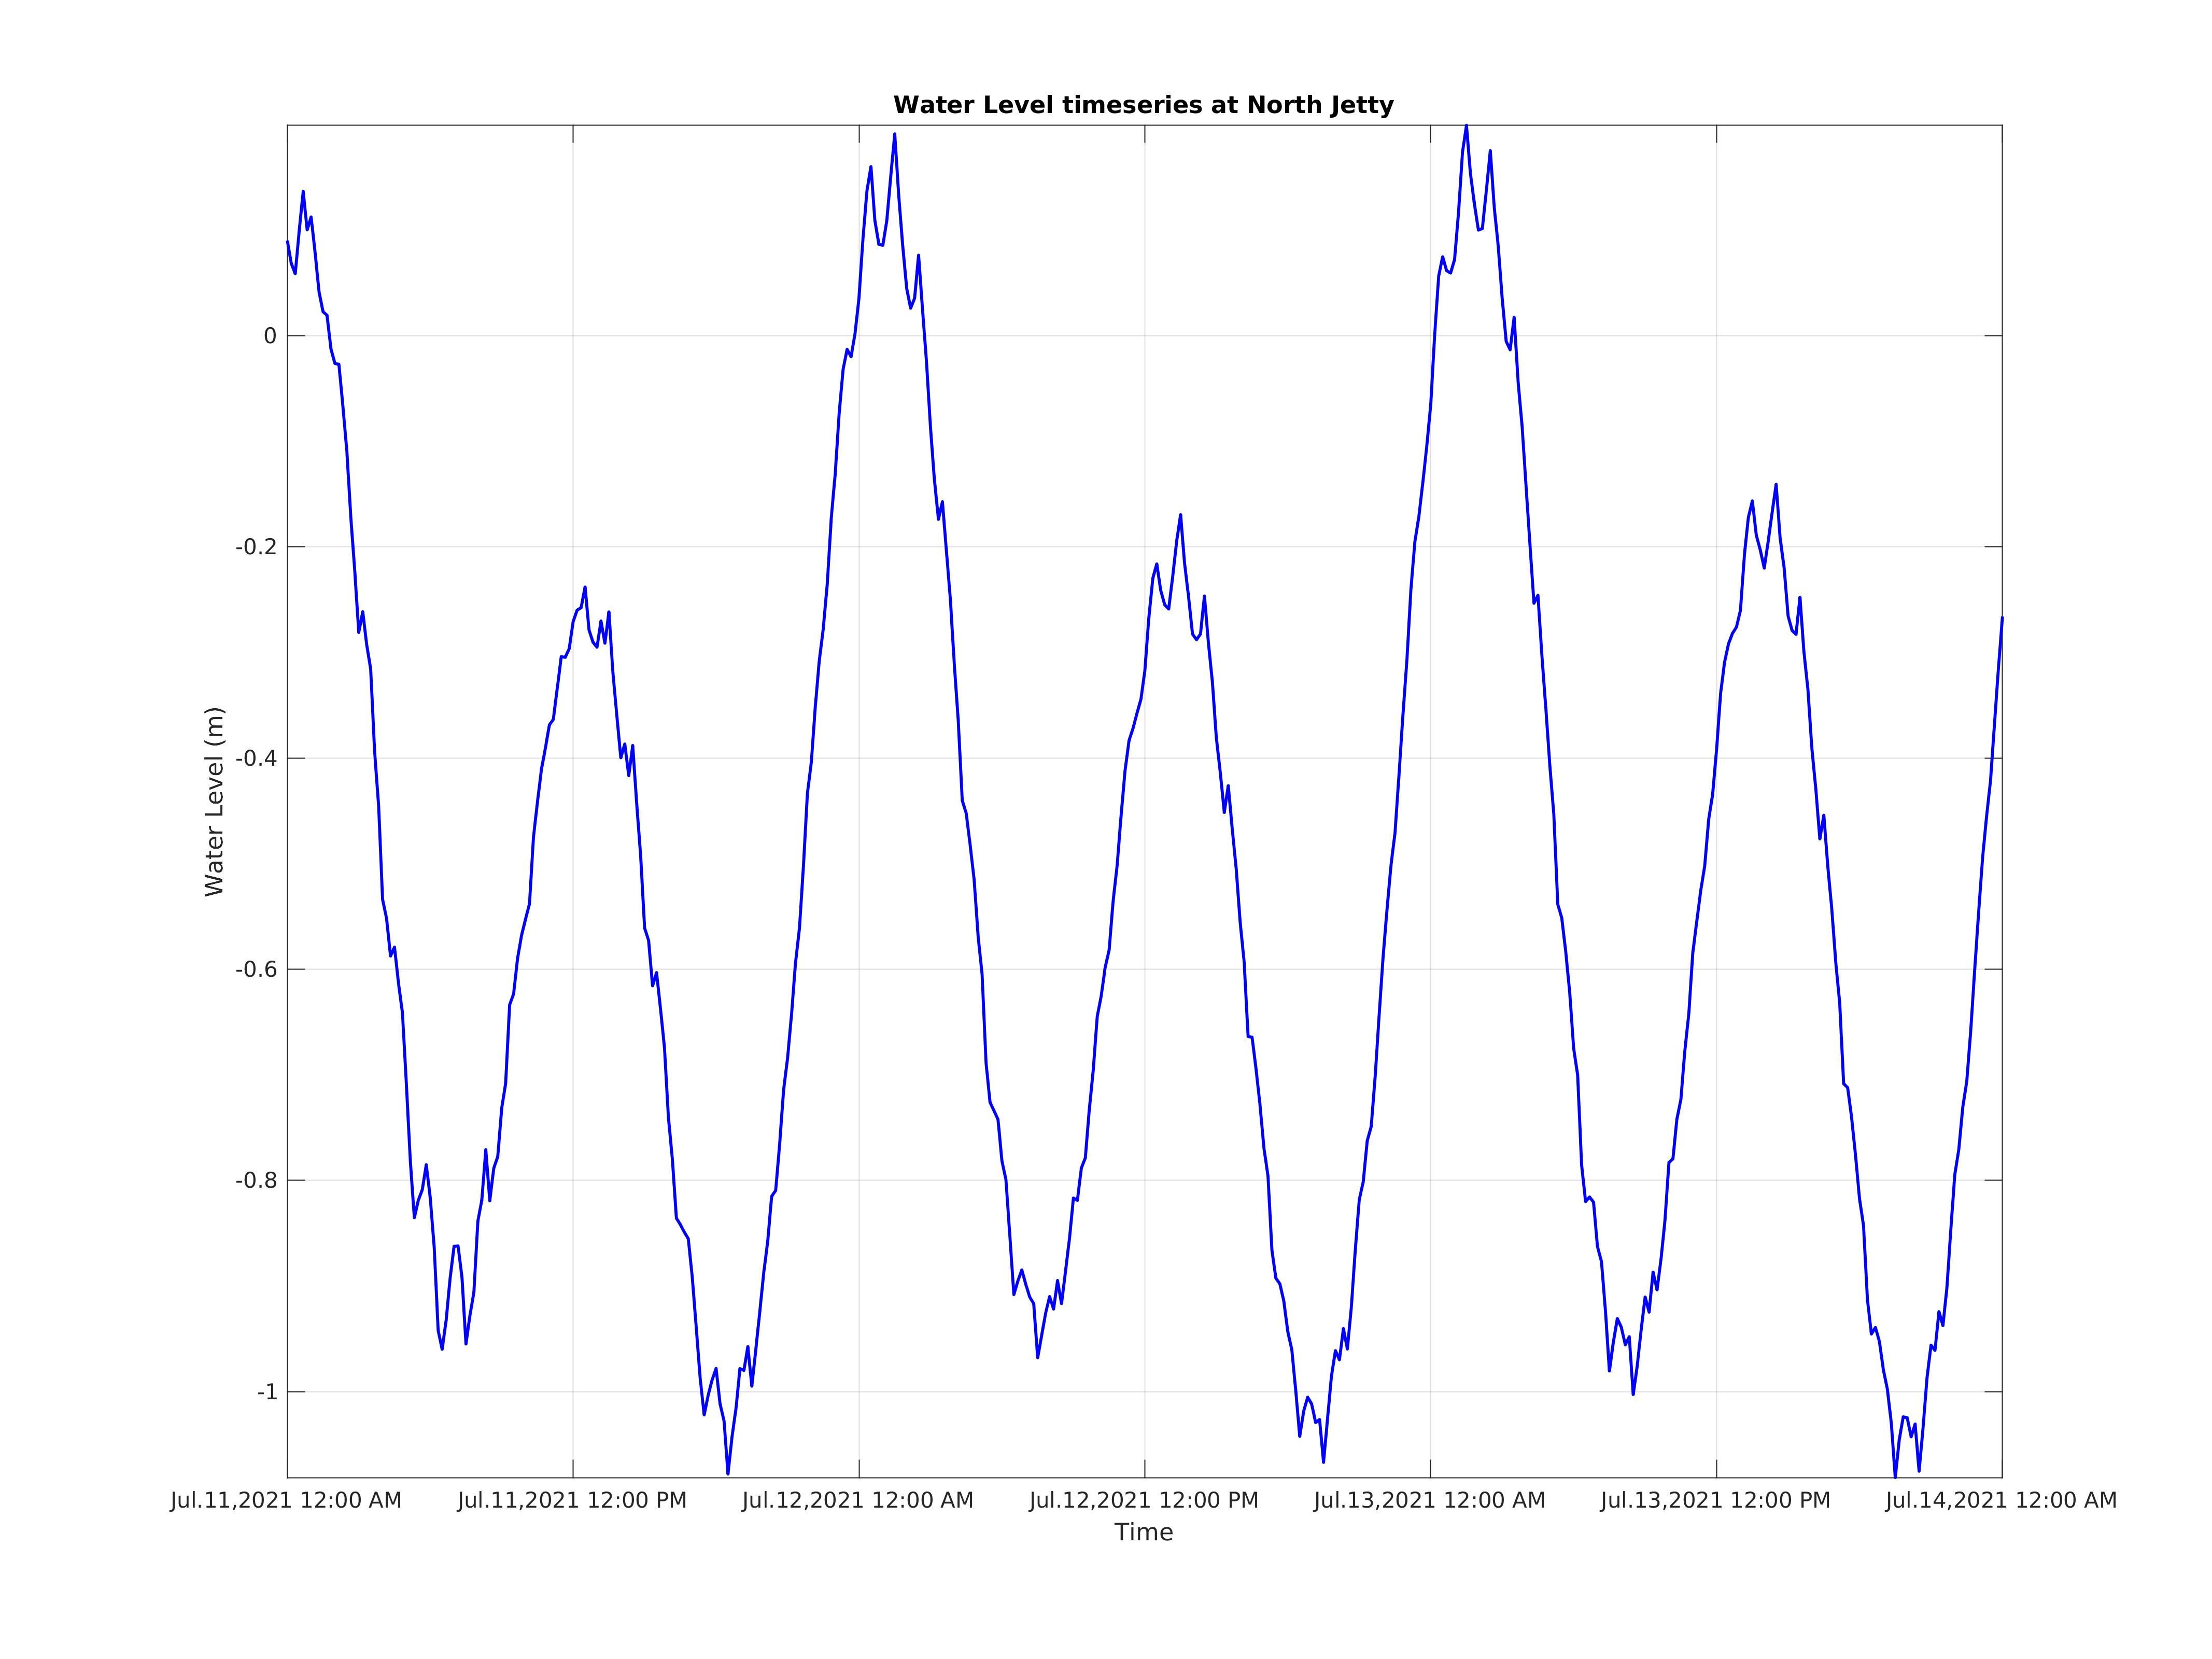 Water Level timeseries at North Jetty
Water Level (m)
0
-0.2
-0.4
-0.6
-0.8
-1
Jul.11,2021 12:00 AM
Jul.11,2021 12:00 PM
Jul.12,2021 12:00 AM
Jul.12,2021 12:00 PM
Jul.13,2021 12:00 AM
Jul.13,2021 12:00 PM
Jul.14,2021 12:00 AM
Time